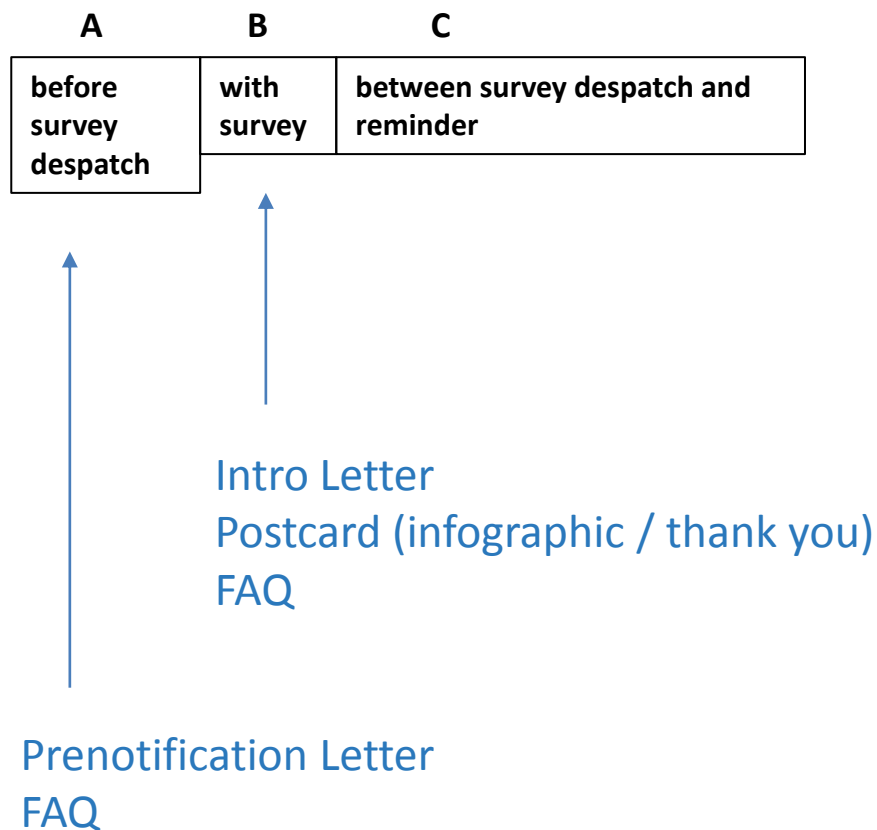 A B C
before
survey
despatch
with
survey
between survey despatch and
reminder
Intro Letter
Postcard (infographic / thank you)
FAQ
Prenotification Letter
FAQ